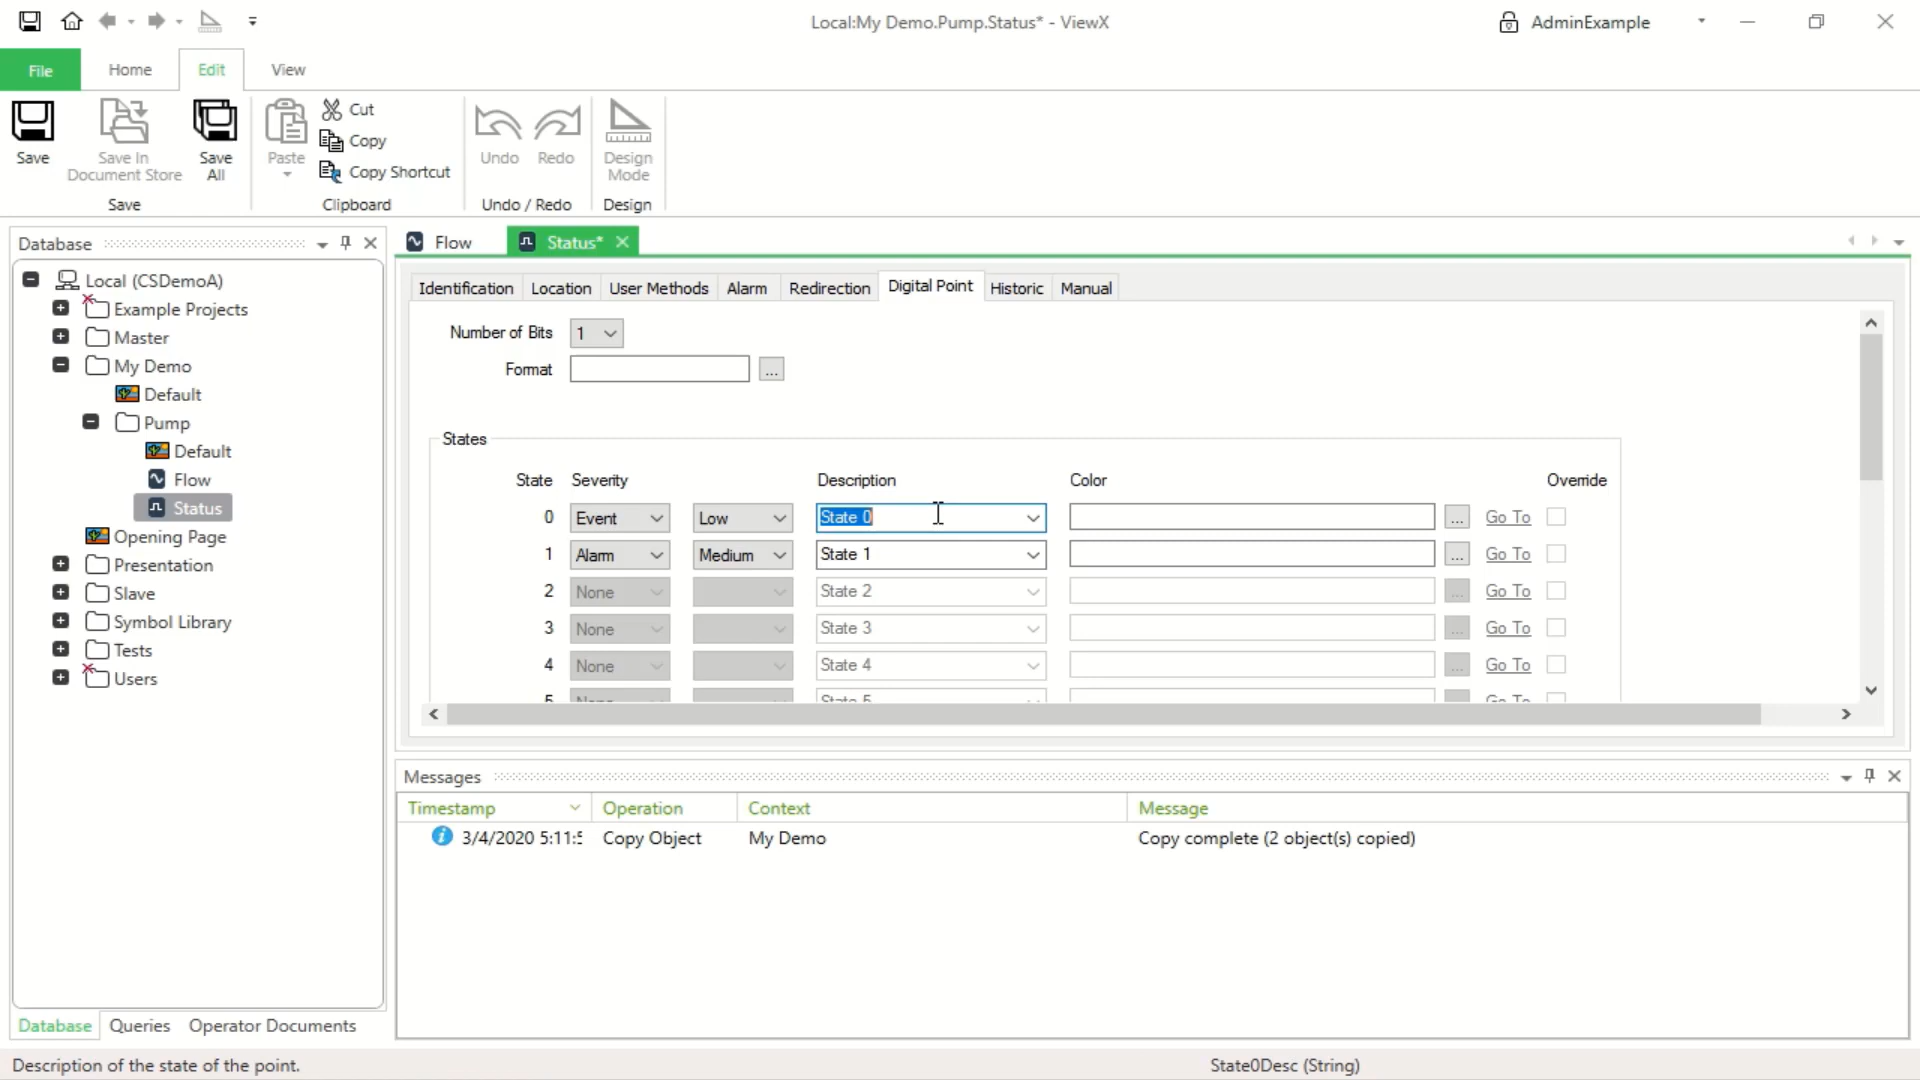 Local:My Demo.Pump.Status* - ViewX
AdminExample
File
Home
Edit
View
Save
Save In
Document Store
Save
All
Paste
Cut
Copy
Copy Shortcut
Undo
Redo
Design
Mode
Save
Clipboard
Undo / Redo
Design
Database
Local (CSDemoA)
Example Projects
Master
My Demo
Default
Pump
Default
Flow
Status
Opening Page
Presentation
Slave
Symbol Library
Tests
Users
Database
Queries
Operator Documents
Flow
Status*
Identification
Location
User Methods
Alarm
Redirection
Digital Point
Historic
Manual
Number of Bits
1
Format
...
States
State Severity Description Color Override
0 Event Low State 0 ... Go To
1 Alarm Medium State 1 ... Go To
2 None State 2 ... Go To
3 None State 3 ... Go To
4 None State 4 ... Go To
Messages
Timestamp Operation Context Message
3/4/2020 5:11:5 Copy Object My Demo Copy complete (2 object(s) copied)
Description of the state of the point.
State0Desc (String)